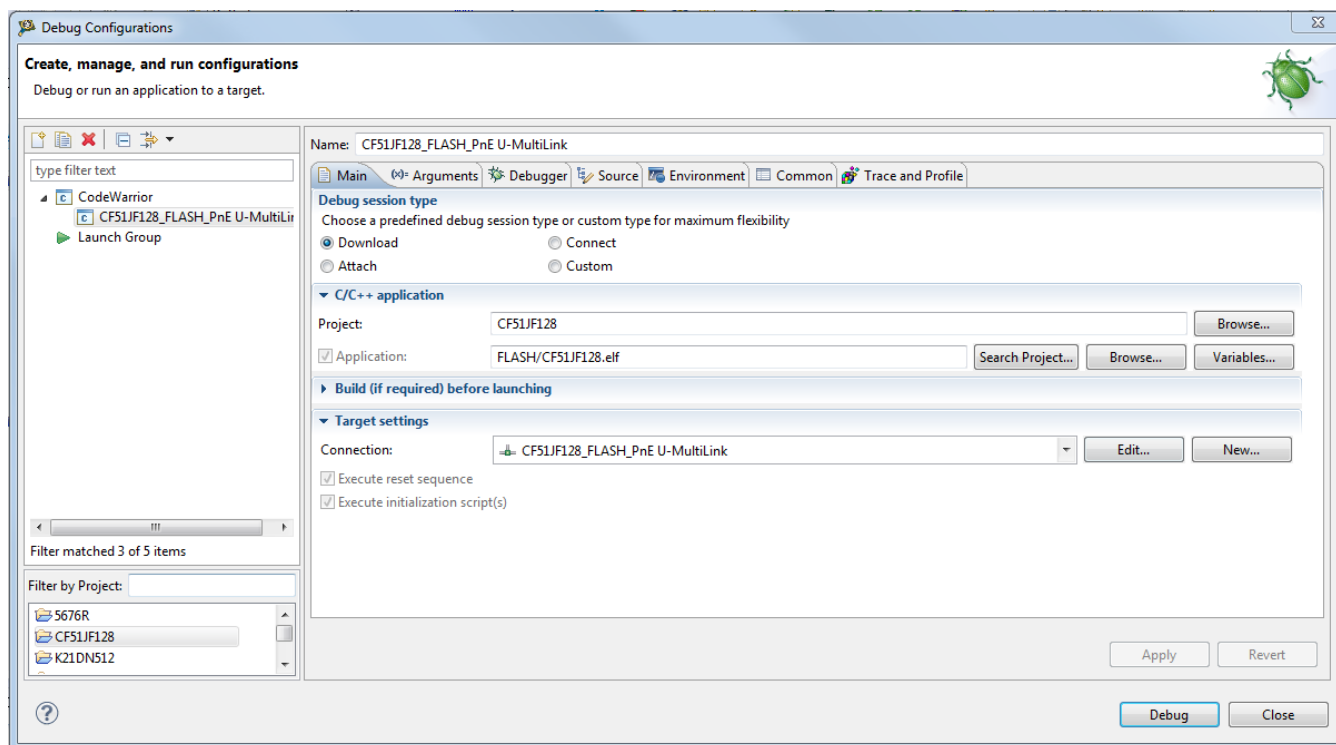 Debug Configurations
Create, manage, and run configurations
Debug or run an application to a target.
type filter text
CodeWarrior
CF51JF128_FLASH_PnE U-MultiLin
Launch Group
Filter matched 3 of 5 items
Filter by Project:
5676R
CF51JF128
K21DN512
Name: CF51JF128_FLASH_PnE U-MultiLink
Main (x)= Arguments Debugger Source Environment Common Trace and Profile
Debug session type
Choose a predefined debug session type or custom type for maximum flexibility
Download Connect
Attach Custom
C/C++ application
Project: CF51JF128 Browse...
Application: FLASH/CF51JF128.elf Search Project... Browse... Variables...
Build (if required) before launching
Target settings
Connection: CF51JF128_FLASH_PnE U-MultiLink Edit... New...
Execute reset sequence
Execute initialization script(s)
Apply Revert
Debug Close